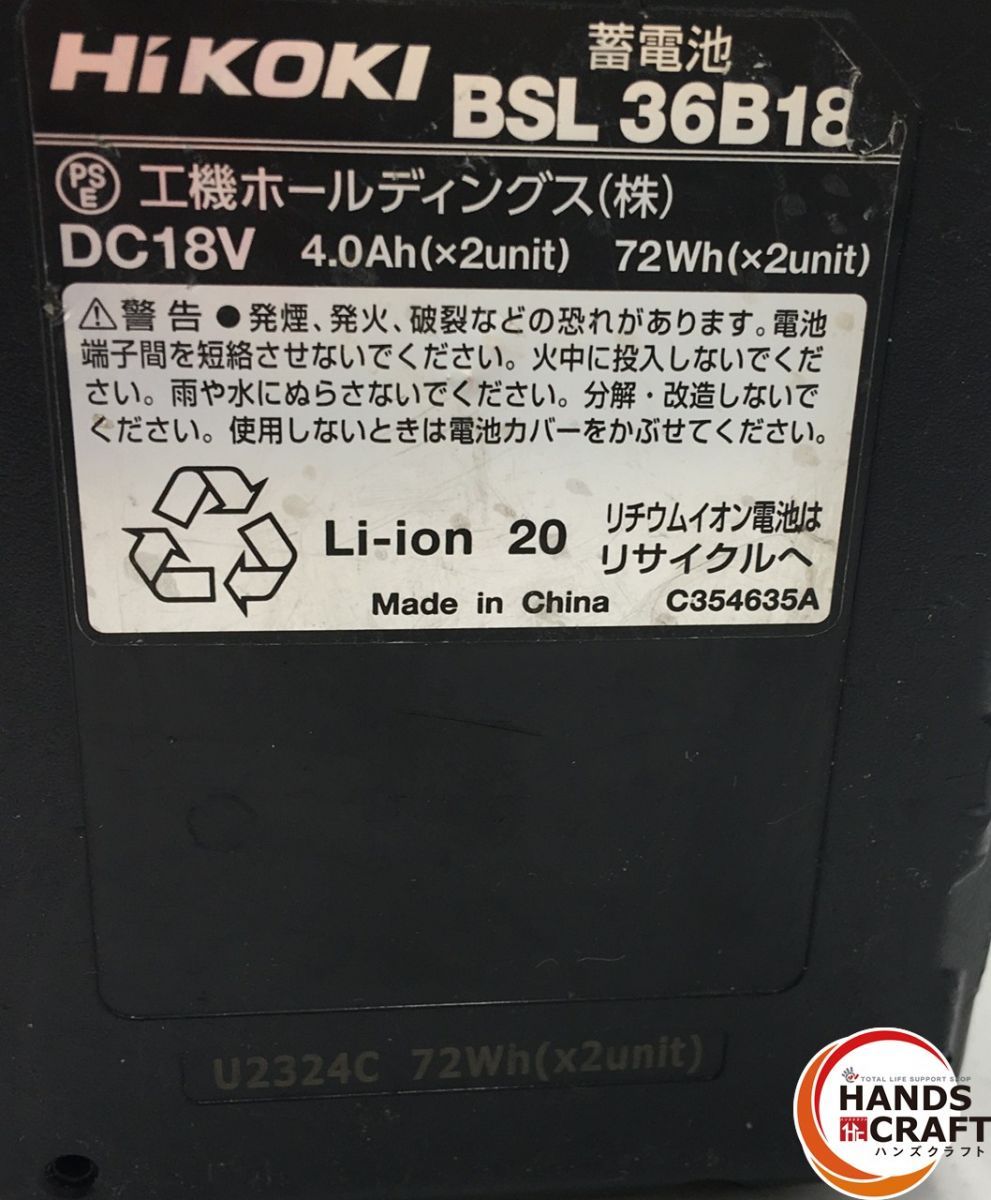 HiKOKI
蓄電池
BSL 36B18
PSE 工機ホールディングス(株)
DC18V 4.0Ah(×2unit) 72Wh(×2unit)
⚠警告 ●発煙、発火、破裂などの恐れがあります。電池
端子間を短絡させないでください。火中に投入しないでくだ
さい。雨や水にぬらさないでください。分解・改造しないで
ください。使用しないときは電池カバーをかぶせてください。
Li-ion 20
リチウムイオン電池は
リサイクルへ
Made in China C354635A
U2324C 72Wh(x2unit)
TOTAL LIFE SUPPORT SHOP
HANDS
CRAFT
ハンズクラフト